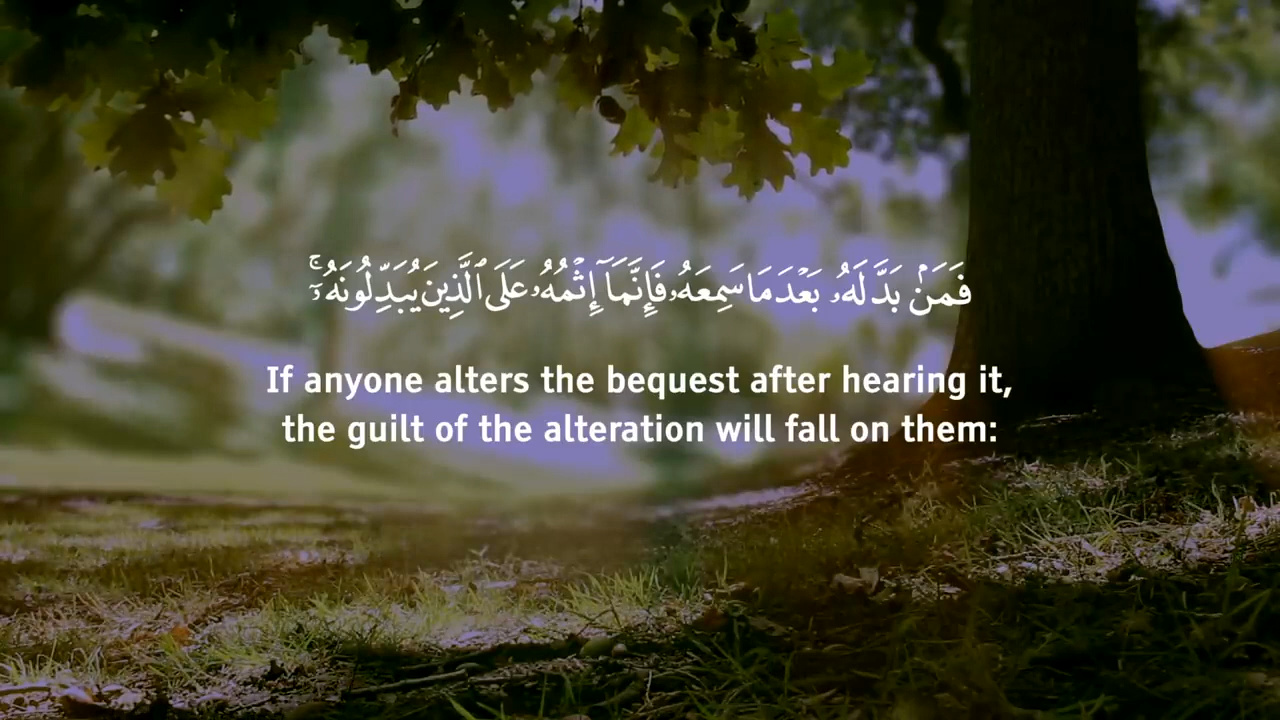 فَمَنۢ بَدَّلَهُۥ بَعْدَمَا سَمِعَهُۥ فَإِنَّمَآ إِثْمُهُۥ عَلَى ٱلَّذِينَ يُبَدِّلُونَهُۥٓ ۚ
If anyone alters the bequest after hearing it,
the guilt of the alteration will fall on them: